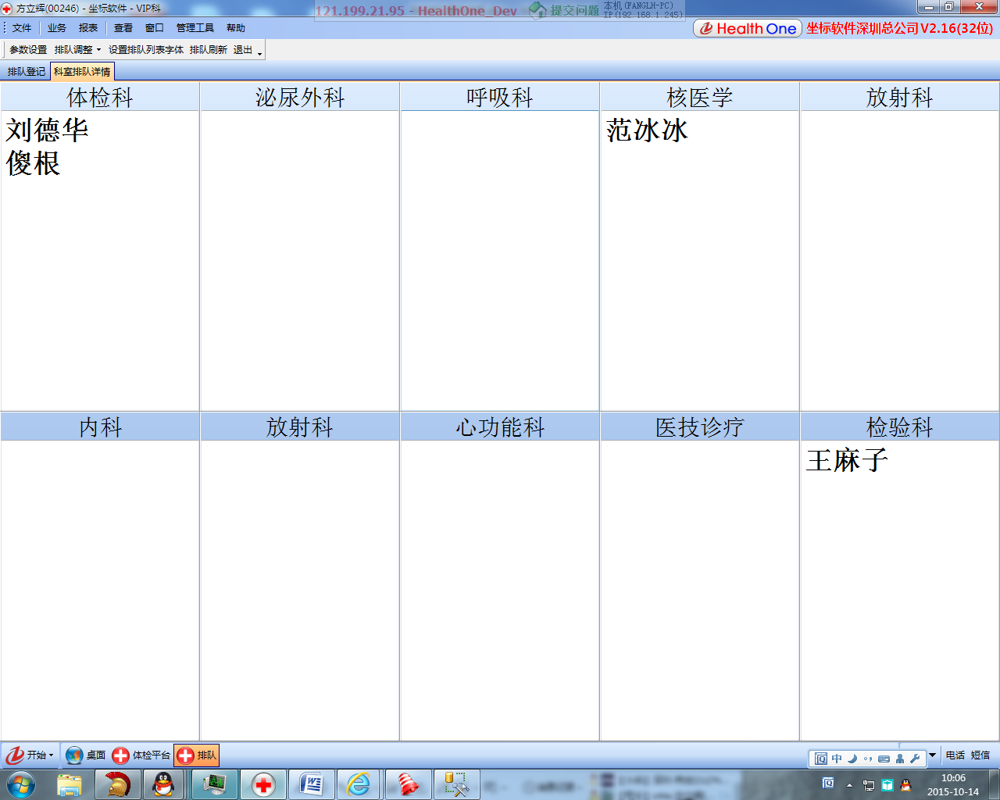 方立辉(00246) - 坐标软件 - VIP科
121.199.21.95 - HealthOne_Dev 提交问题 本机(FANGLH-PC)
IP(192.168.1.245)
文件 业务 报表 查看 窗口 管理工具 帮助
Health One 坐标软件深圳总公司 V2.16(32位)
参数设置 排队调整 设置排队列表字体 排队刷新 退出
排队登记 科室排队详情
体检科 泌尿外科 呼吸科 核医学 放射科
刘德华 范冰冰
傻根
内科 放射科 心功能科 医技诊疗 检验科
王麻子
开始 桌面 体检平台 排队 中 电话 短信
10:06
2015-10-14